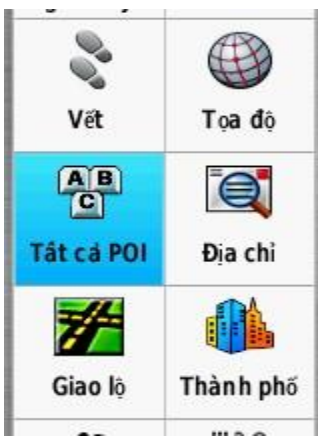 Vết
Tọa độ
A B
C
Tất cả POI
Địa chỉ
Giao lộ
Thành phố